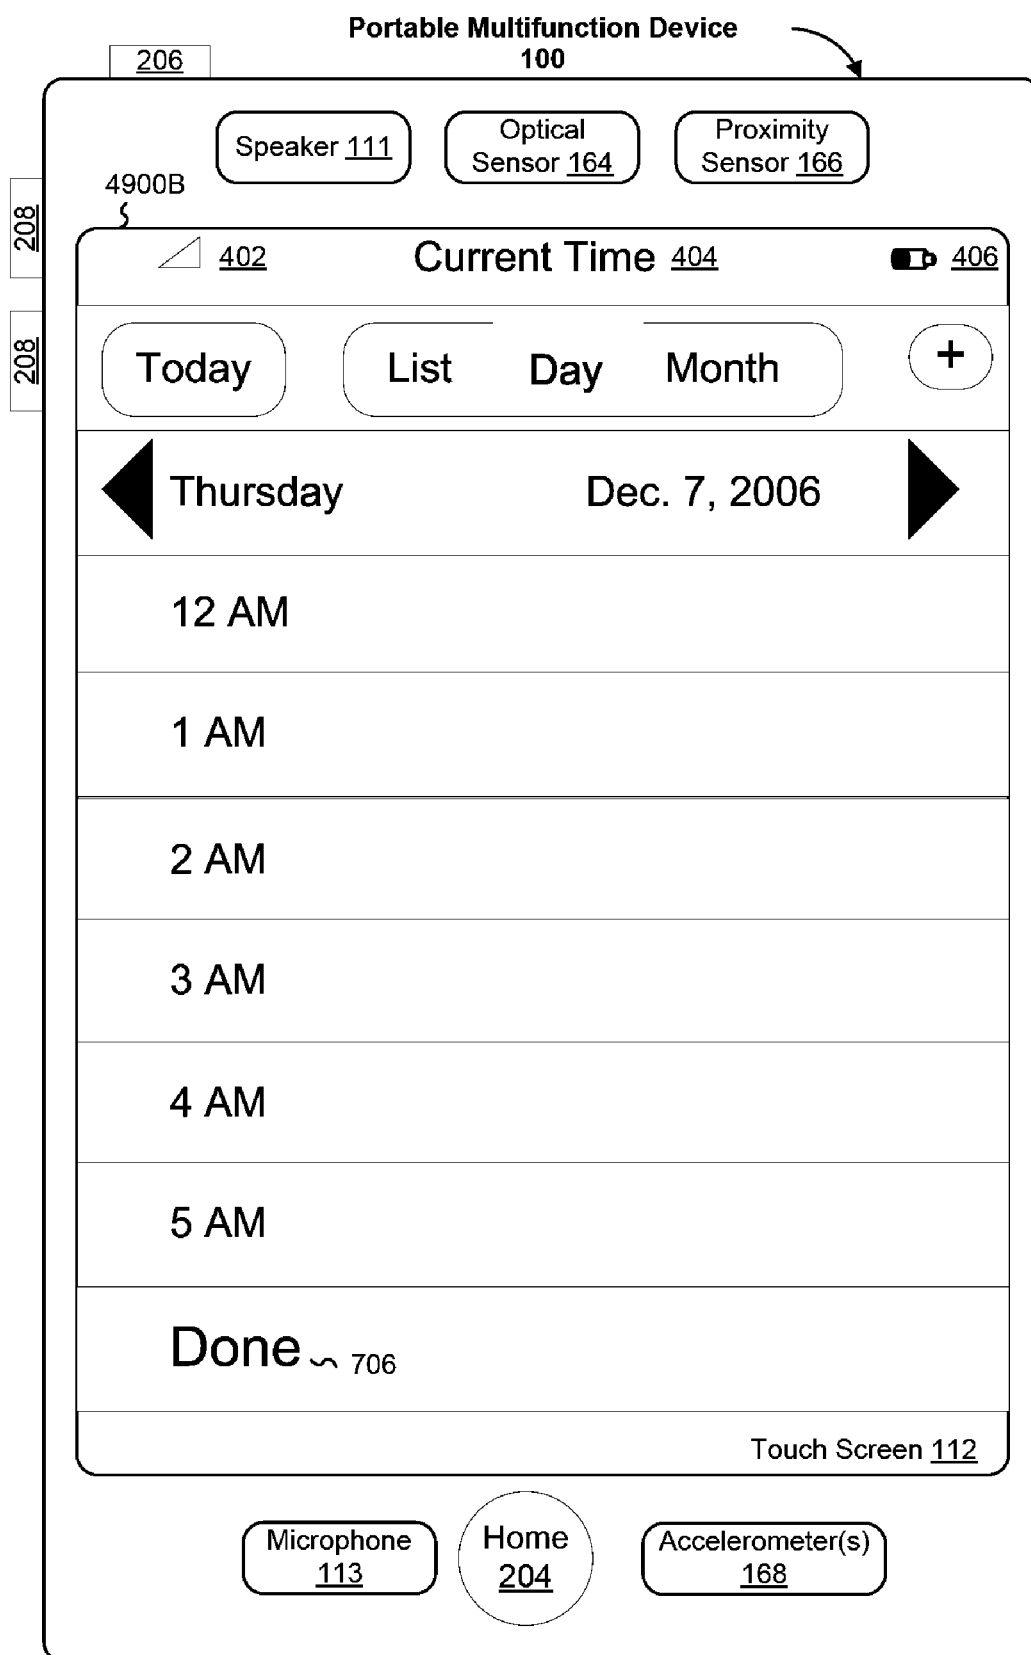 Portable Multifunction Device
100
206
Speaker 111
Optical
Sensor 164
Proximity
Sensor 166
4900B
208
208
402
Current Time 404
406
Today
List
Day
Month
+
Thursday
Dec. 7, 2006
12 AM
1 AM
2 AM
3 AM
4 AM
5 AM
Done
706
Touch Screen 112
Microphone
113
Home
204
Accelerometer(s)
168